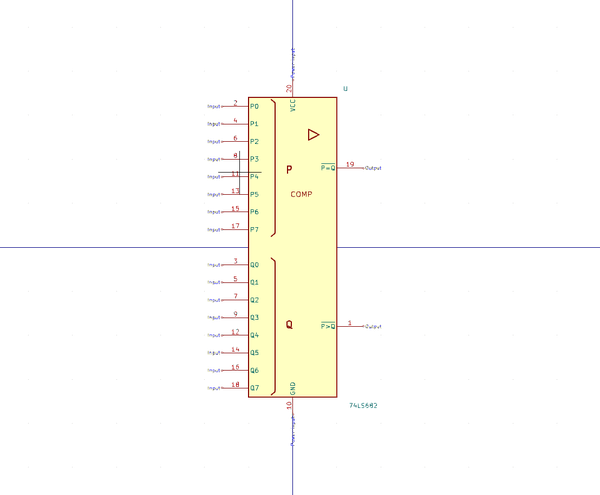 Power input
20
U
VCC
Input 2 P0
Input 4 P1
Input 6 P2
Input 8 P3
P
P=Q 19 Output
Input 11 P4
Input 13 P5
COMP
Input 15 P6
Input 17 P7
Input 3 Q0
Input 5 Q1
Input 7 Q2
Input 9 Q3
Q
P>Q 1 Output
Input 12 Q4
Input 14 Q5
Input 16 Q6
Input 18 Q7
GND
10
74LS682
Power input